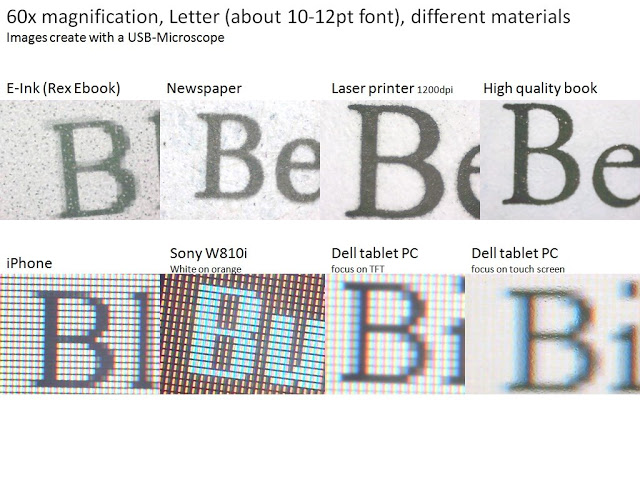 60x magnification, Letter (about 10-12pt font), different materials
Images create with a USB-Microscope
E-Ink (Rex Ebook)
Newspaper
Laser printer 1200dpi
High quality book
Bl
Be
Be
Be
iPhone
Sony W810i
White on orange
Dell tablet PC
focus on TFT
Dell tablet PC
focus on touch screen
Bl
Bu
Bi
Bi